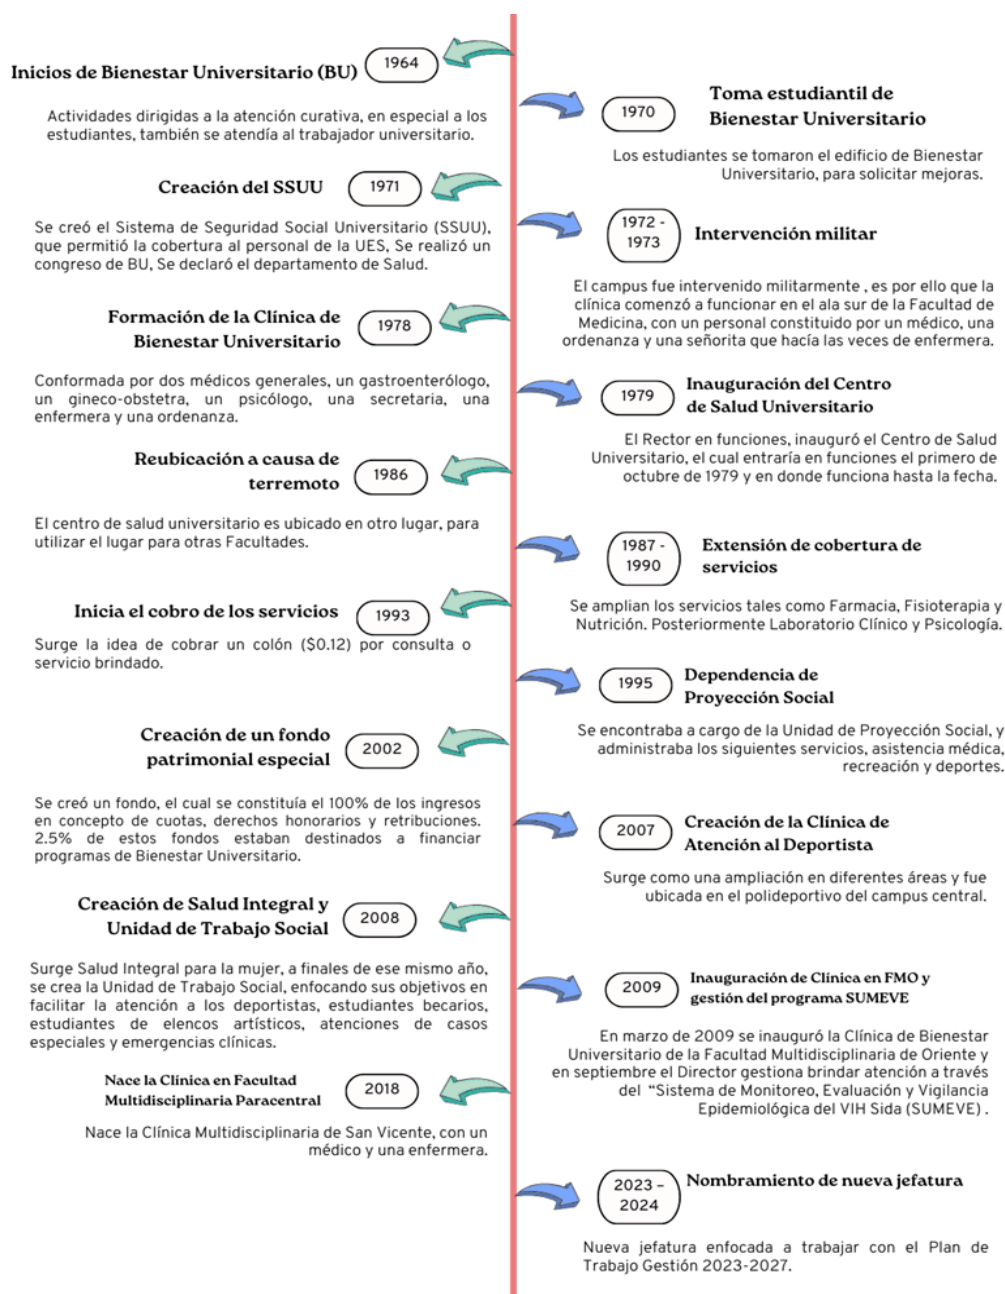 1964
Inicios de Bienestar Universitario (BU)
Actividades dirigidas a la atención curativa, en especial a los
estudiantes, también se atendía al trabajador universitario.
1970
Toma estudiantil de
Bienestar Universitario
Los estudiantes se tomaron el edificio de Bienestar
Universitario, para solicitar mejoras.
Creación del SSUU
1971
Se creó el Sistema de Seguridad Social Universitario (SSUU),
que permitió la cobertura al personal de la UES, Se realizó un
congreso de BU, Se declaró el departamento de Salud.
1972 -
1973
Intervención militar
El campus fue intervenido militarmente , es por ello que la
clínica comenzó a funcionar en el ala sur de la Facultad de
Medicina, con un personal constituido por un médico, una
ordenanza y una señorita que hacía las veces de enfermera.
Formación de la Clínica de
Bienestar Universitario
1978
Conformada por dos médicos generales, un gastroenterólogo,
un gineco-obstetra, un psicólogo, una secretaria, una
enfermera y una ordenanza.
1979
Inauguración del Centro
de Salud Universitario
El Rector en funciones, inauguró el Centro de Salud
Universitario, el cual entraría en funciones el primero de
octubre de 1979 y en donde funciona hasta la fecha.
Reubicación a causa de
terremoto
1986
El centro de salud universitario es ubicado en otro lugar, para
utilizar el lugar para otras Facultades.
1987 -
1990
Extensión de cobertura de
servicios
Se amplian los servicios tales como Farmacia, Fisioterapia y
Nutrición. Posteriormente Laboratorio Clínico y Psicología.
Inicia el cobro de los servicios
1993
Surge la idea de cobrar un colón ($0.12) por consulta o
servicio brindado.
1995
Dependencia de
Proyección Social
Se encontraba a cargo de la Unidad de Proyección Social, y
administraba los siguientes servicios, asistencia médica,
recreación y deportes.
Creación de un fondo
patrimonial especial
2002
Se creó un fondo, el cual se constituía el 100% de los ingresos
en concepto de cuotas, derechos honorarios y retribuciones.
2.5% de estos fondos estaban destinados a financiar
programas de Bienestar Universitario.
2007
Creación de la Clínica de
Atención al Deportista
Surge como una ampliación en diferentes áreas y fue
ubicada en el polideportivo del campus central.
Creación de Salud Integral y
Unidad de Trabajo Social
2008
Surge Salud Integral para la mujer, a finales de ese mismo año,
se crea la Unidad de Trabajo Social, enfocando sus objetivos en
facilitar la atención a los deportistas, estudiantes becarios,
estudiantes de elencos artísticos, atenciones de casos
especiales y emergencias clínicas.
2009
Inauguración de Clínica en FMO y
gestión del programa SUMEVE
En marzo de 2009 se inauguró la Clínica de Bienestar
Universitario de la Facultad Multidisciplinaria de Oriente y
en septiembre el Director gestiona brindar atención a través
del “Sistema de Monitoreo, Evaluación y Vigilancia
Epidemiológica del VIH Sida (SUMEVE) .
Nace la Clínica en Facultad
Multidisciplinaria Paracentral
2018
Nace la Clínica Multidisciplinaria de San Vicente, con un
médico y una enfermera.
2023 –
2024
Nombramiento de nueva jefatura
Nueva jefatura enfocada a trabajar con el Plan de
Trabajo Gestión 2023-2027.